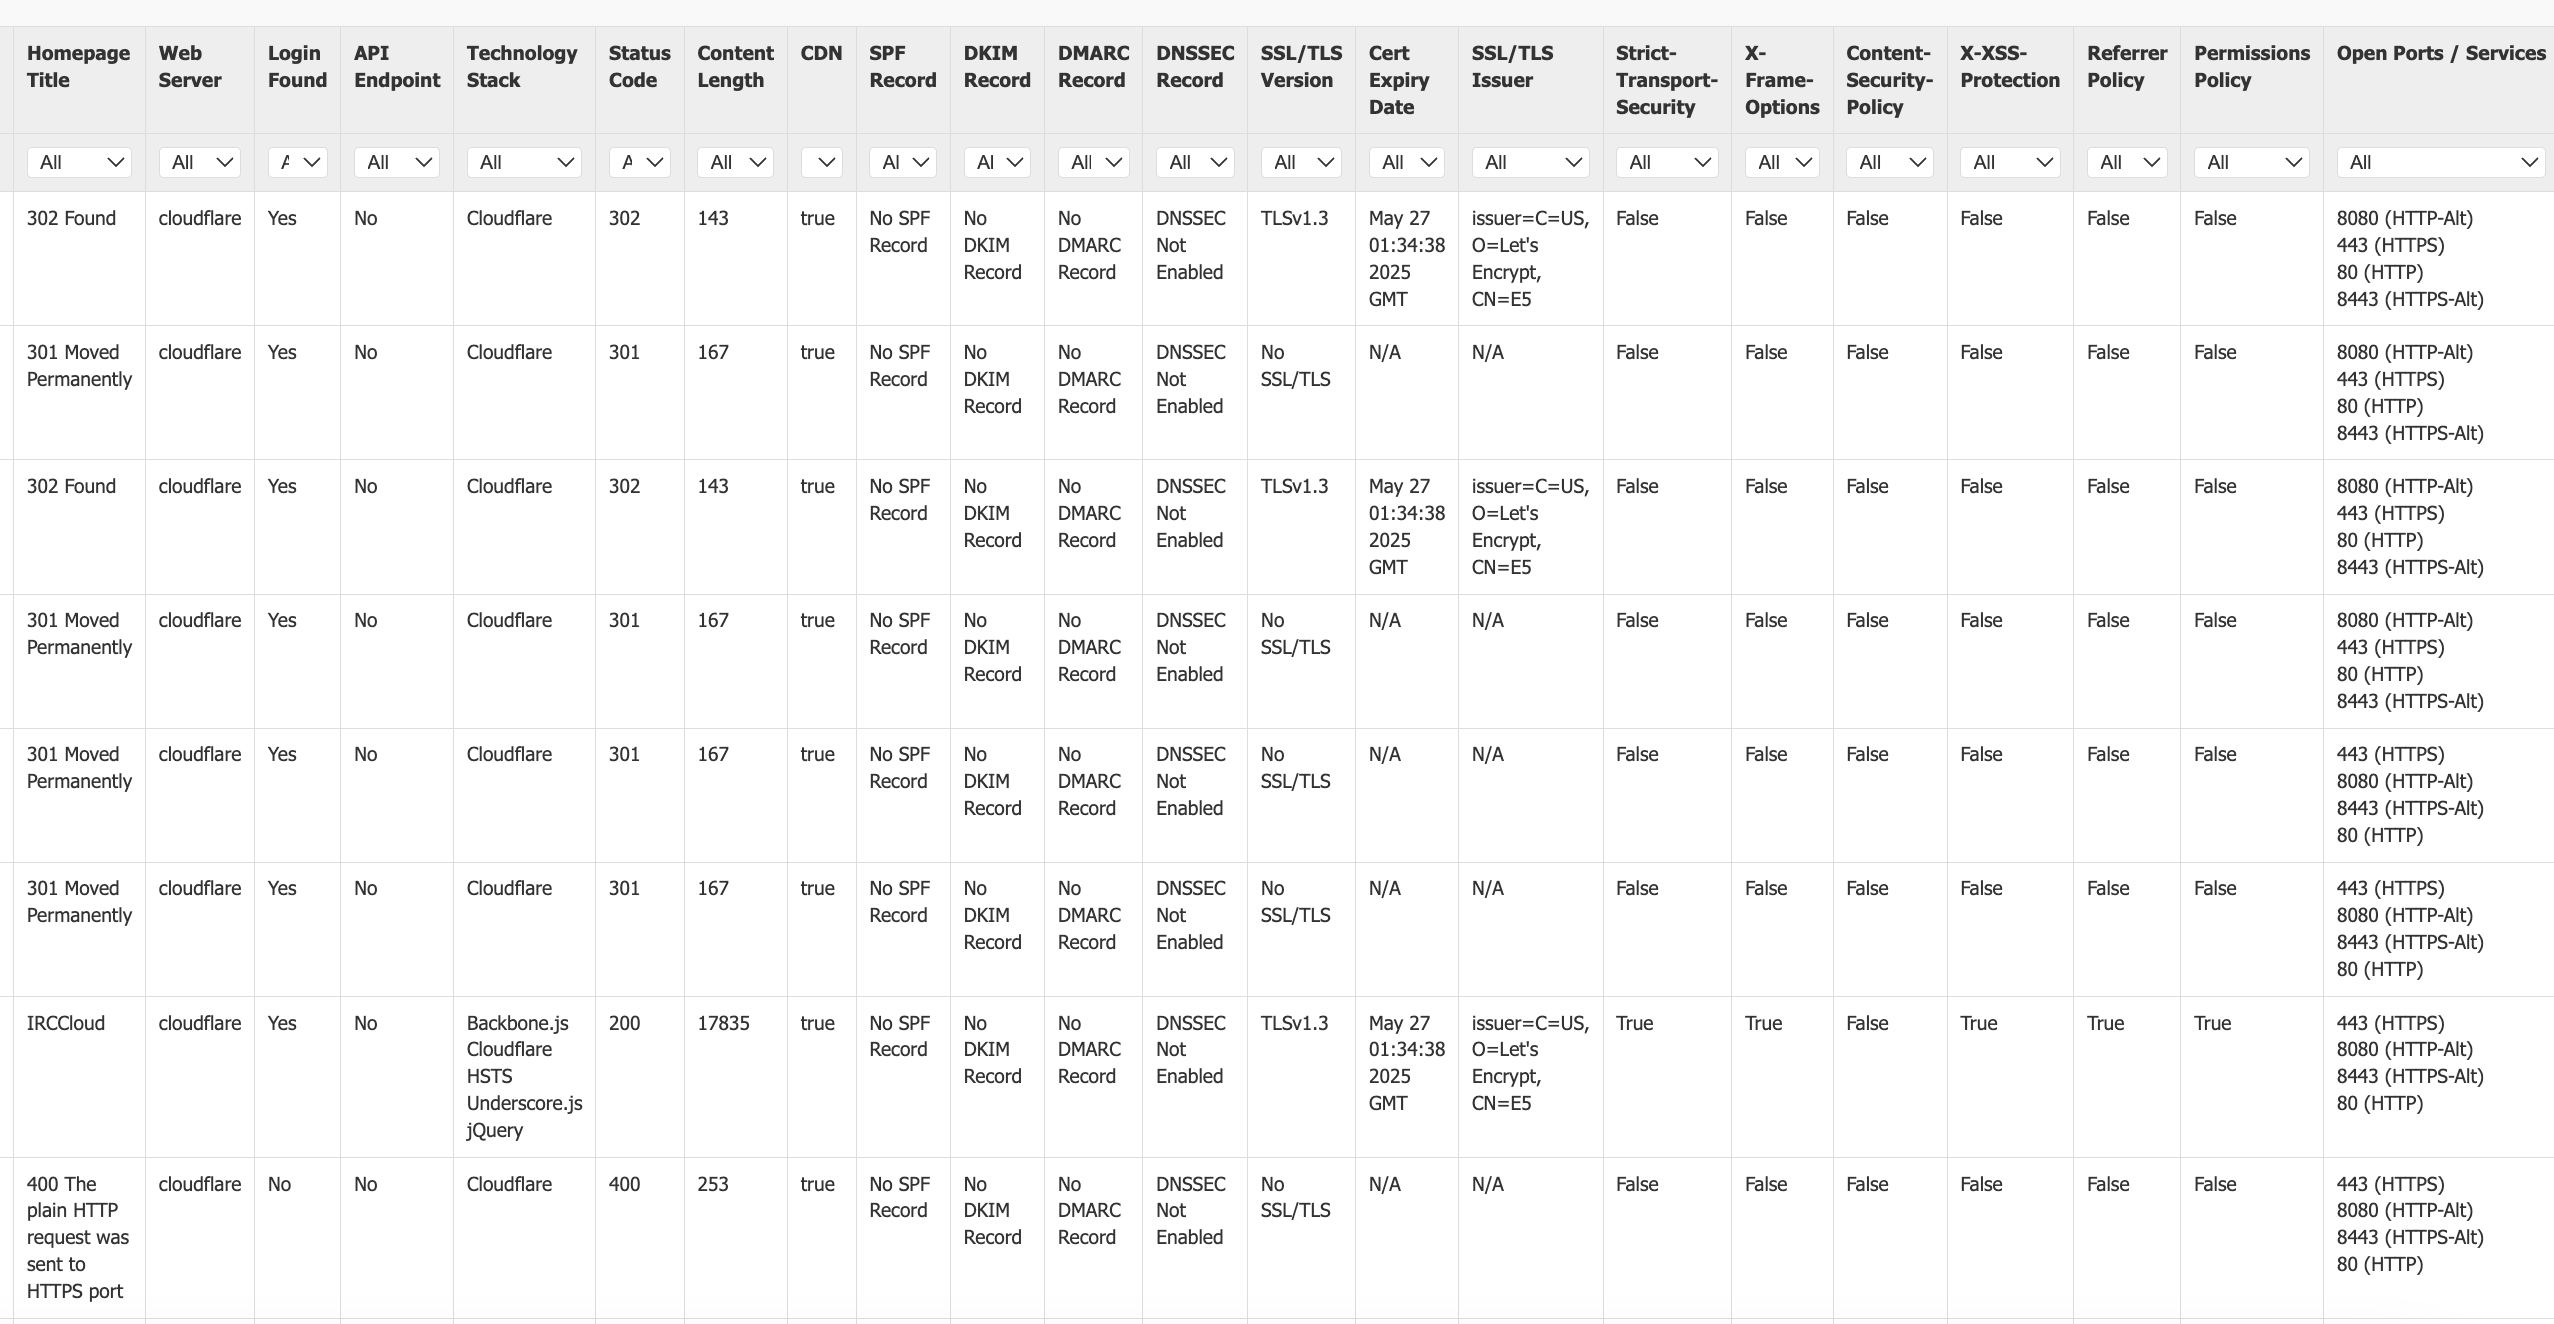 Homepage Web Login API Technology Status Content CDN SPF DKIM DMARC DNSSEC SSL/TLS Cert SSL/TLS Strict- X- Content- X-XSS- Referrer Permissions Open Ports / Services
Title Server Found Endpoint Stack Code Length Record Record Record Record Version Expiry Issuer Transport- Frame- Security- Protection Policy Policy
Date Security Options Policy
All All A All All A All Al Al All All All All All All All All All All All All
302 Found cloudflare Yes No Cloudflare 302 143 true No SPF No No DNSSEC TLSv1.3 May 27 issuer=C=US, False False False False False False 8080 (HTTP-Alt)
Record DKIM DMARC Not 01:34:38 O=Let's 443 (HTTPS)
Record Record Enabled 2025 Encrypt, 80 (HTTP)
GMT CN=E5 8443 (HTTPS-Alt)
301 Moved cloudflare Yes No Cloudflare 301 167 true No SPF No No DNSSEC No N/A N/A False False False False False False 8080 (HTTP-Alt)
Permanently Record DKIM DMARC Not SSL/TLS 443 (HTTPS)
Record Record Enabled 80 (HTTP)
8443 (HTTPS-Alt)
302 Found cloudflare Yes No Cloudflare 302 143 true No SPF No No DNSSEC TLSv1.3 May 27 issuer=C=US, False False False False False False 8080 (HTTP-Alt)
Record DKIM DMARC Not 01:34:38 O=Let's 443 (HTTPS)
Record Record Enabled 2025 Encrypt, 80 (HTTP)
GMT CN=E5 8443 (HTTPS-Alt)
301 Moved cloudflare Yes No Cloudflare 301 167 true No SPF No No DNSSEC No N/A N/A False False False False False False 8080 (HTTP-Alt)
Permanently Record DKIM DMARC Not SSL/TLS 443 (HTTPS)
Record Record Enabled 80 (HTTP)
8443 (HTTPS-Alt)
301 Moved cloudflare Yes No Cloudflare 301 167 true No SPF No No DNSSEC No N/A N/A False False False False False False 443 (HTTPS)
Permanently Record DKIM DMARC Not SSL/TLS 8080 (HTTP-Alt)
Record Record Enabled 8443 (HTTPS-Alt)
80 (HTTP)
301 Moved cloudflare Yes No Cloudflare 301 167 true No SPF No No DNSSEC No N/A N/A False False False False False False 443 (HTTPS)
Permanently Record DKIM DMARC Not SSL/TLS 8080 (HTTP-Alt)
Record Record Enabled 8443 (HTTPS-Alt)
80 (HTTP)
IRCCloud cloudflare Yes No Backbone.js 200 17835 true No SPF No No DNSSEC TLSv1.3 May 27 issuer=C=US, True True False True True True 443 (HTTPS)
Cloudflare Record DKIM DMARC Not 01:34:38 O=Let's 8080 (HTTP-Alt)
HSTS Record Record Enabled 2025 Encrypt, 8443 (HTTPS-Alt)
Underscore.js GMT CN=E5 80 (HTTP)
jQuery
400 The cloudflare No No Cloudflare 400 253 true No SPF No No DNSSEC No N/A N/A False False False False False False 443 (HTTPS)
plain HTTP Record DKIM DMARC Not SSL/TLS 8080 (HTTP-Alt)
request was Record Record Enabled 8443 (HTTPS-Alt)
sent to 80 (HTTP)
HTTPS port